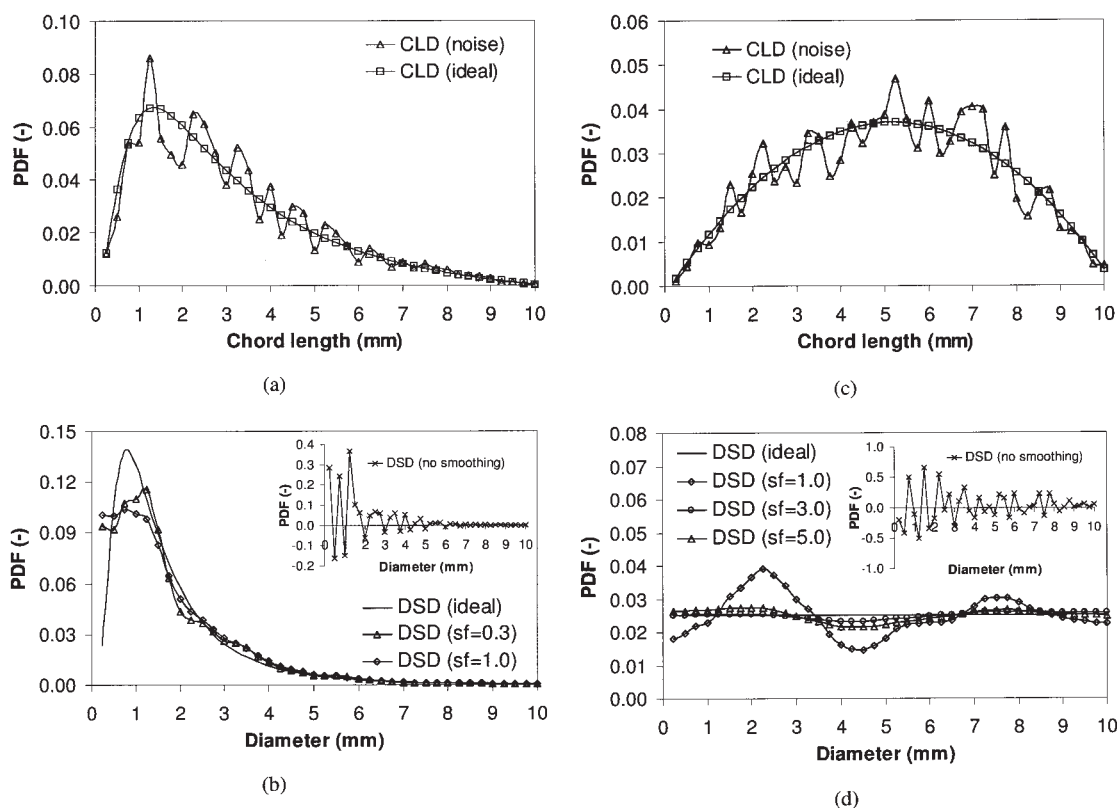 0.10
0.08
0.06
0.04
0.02
0.00
PDF (-)
CLD (noise)
CLD (ideal)
0 1 2 3 4 5 6 7 8 9 10
Chord length (mm)
(a)
0.06
0.05
0.04
0.03
0.02
0.01
0.00
PDF (-)
CLD (noise)
CLD (ideal)
0 1 2 3 4 5 6 7 8 9 10
Chord length (mm)
(c)
0.15
0.12
0.09
0.06
0.03
0.00
PDF (-)
0.4
0.3
0.2
0.1
0.0
-0.1
-0.2
PDF (-)
DSD (no smoothing)
0 1 2 3 4 5 6 7 8 9 10
Diameter (mm)
DSD (ideal)
DSD (sf=0.3)
DSD (sf=1.0)
0 1 2 3 4 5 6 7 8 9 10
Diameter (mm)
(b)
0.08
0.07
0.06
0.05
0.04
0.03
0.02
0.01
0.00
PDF (-)
DSD (ideal)
DSD (sf=1.0)
DSD (sf=3.0)
DSD (sf=5.0)
1.0
0.5
0.0
-0.5
-1.0
PDF (-)
DSD (no smoothing)
0 1 2 3 4 5 6 7 8 9 10
Diameter (mm)
0 1 2 3 4 5 6 7 8 9 10
Diameter (mm)
(d)